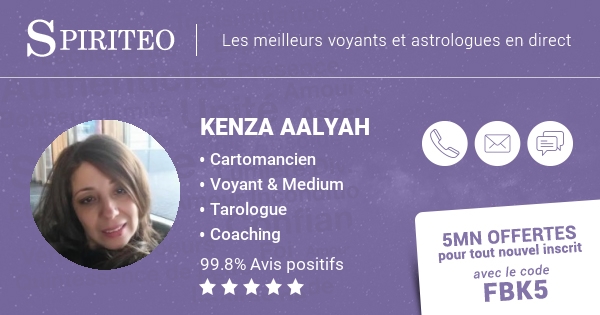 SPIRITEO
Les meilleurs voyants et astrologues en direct
KENZA AALYAH
• Cartomancien
• Voyant & Medium
• Tarologue
• Coaching
99.8% Avis positifs
5MN OFFERTES
pour tout nouvel inscrit
avec le code
FBK5